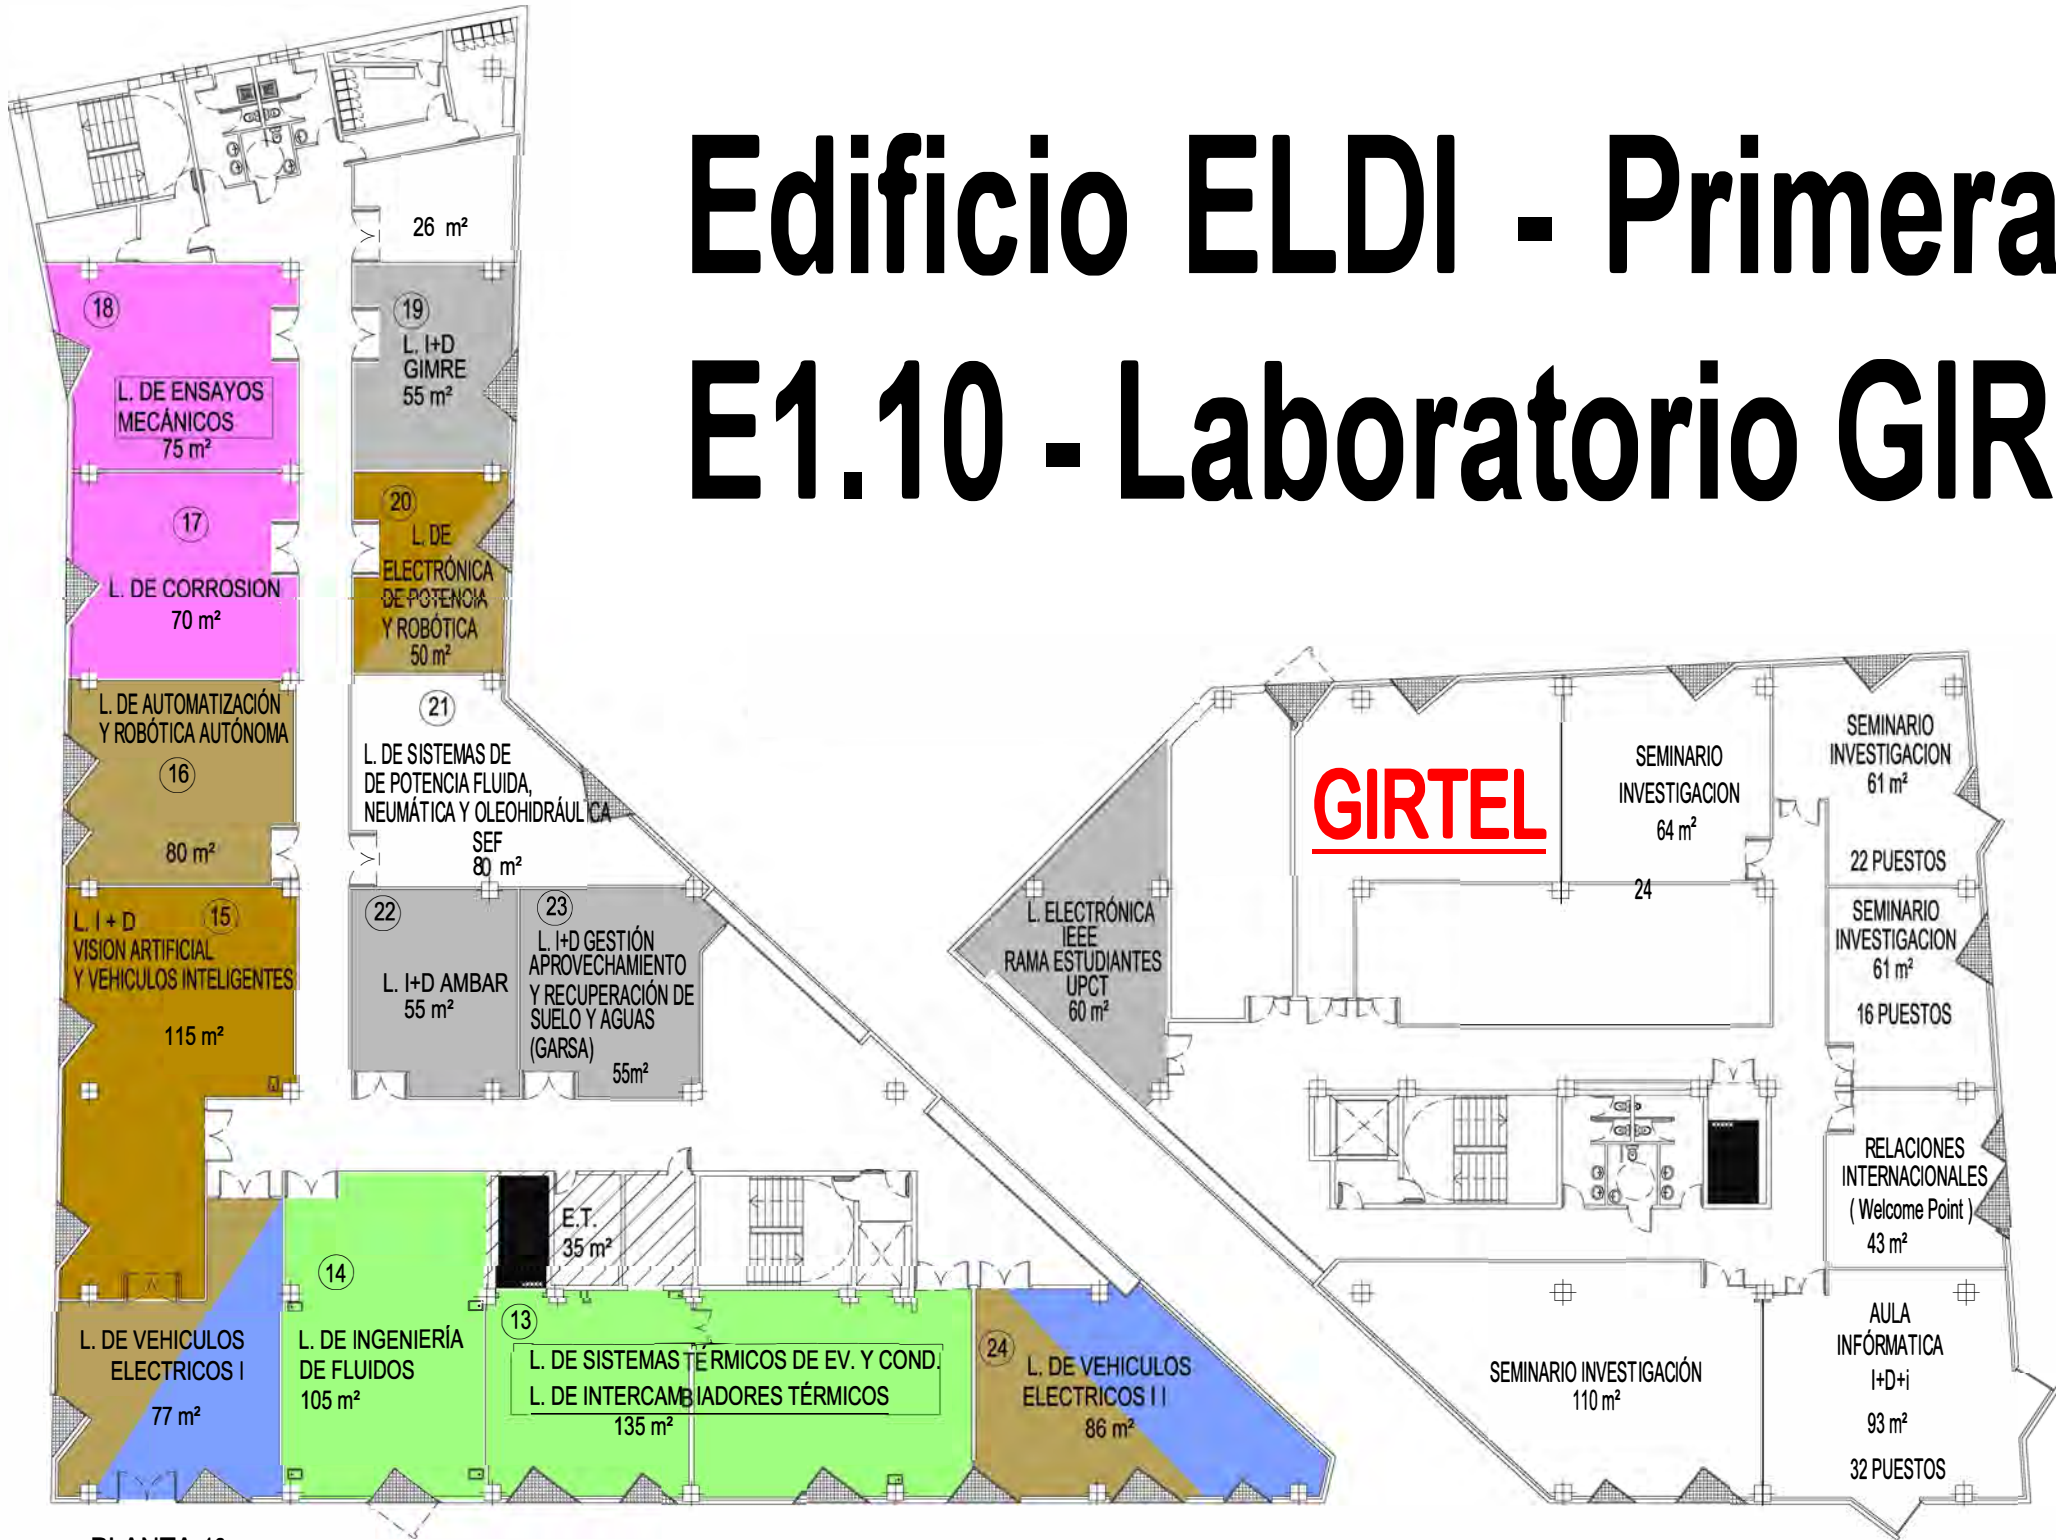 Edificio ELDI - Primera
E1.10 - Laboratorio GIR
26 m²
18
L. DE ENSAYOS
MECÁNICOS
75 m²
19
L. I+D
GIMRE
55 m²
17
L. DE CORROSION
70 m²
20
L. DE
ELECTRÓNICA
DE POTENCIA
Y ROBÓTICA
50 m²
L. DE AUTOMATIZACIÓN
Y ROBÓTICA AUTÓNOMA
16
80 m²
21
L. DE SISTEMAS DE
DE POTENCIA FLUIDA,
NEUMÁTICA Y OLEOHIDRÁULICA
SEF
80 m²
L. I + D
15
VISION ARTIFICIAL
Y VEHICULOS INTELIGENTES
115 m²
22
L. I+D AMBAR
55 m²
23
L. I+D GESTIÓN
APROVECHAMIENTO
Y RECUPERACIÓN DE
SUELO Y AGUAS
(GARSA)
55m²
E.T.
35 m²
L. DE VEHICULOS
ELECTRICOS I
77 m²
14
L. DE INGENIERÍA
DE FLUIDOS
105 m²
13
L. DE SISTEMAS TÉRMICOS DE EV. Y COND.
L. DE INTERCAMBIADORES TÉRMICOS
135 m²
24
L. DE VEHICULOS
ELECTRICOS I I
86 m²
GIRTEL
SEMINARIO
INVESTIGACION
64 m²
24
SEMINARIO
INVESTIGACION
61 m²
22 PUESTOS
SEMINARIO
INVESTIGACION
61 m²
16 PUESTOS
L. ELECTRÓNICA
IEEE
RAMA ESTUDIANTES
UPCT
60 m²
RELACIONES
INTERNACIONALES
( Welcome Point )
43 m²
SEMINARIO INVESTIGACIÓN
110 m²
AULA
INFÓRMATICA
I+D+i
93 m²
32 PUESTOS